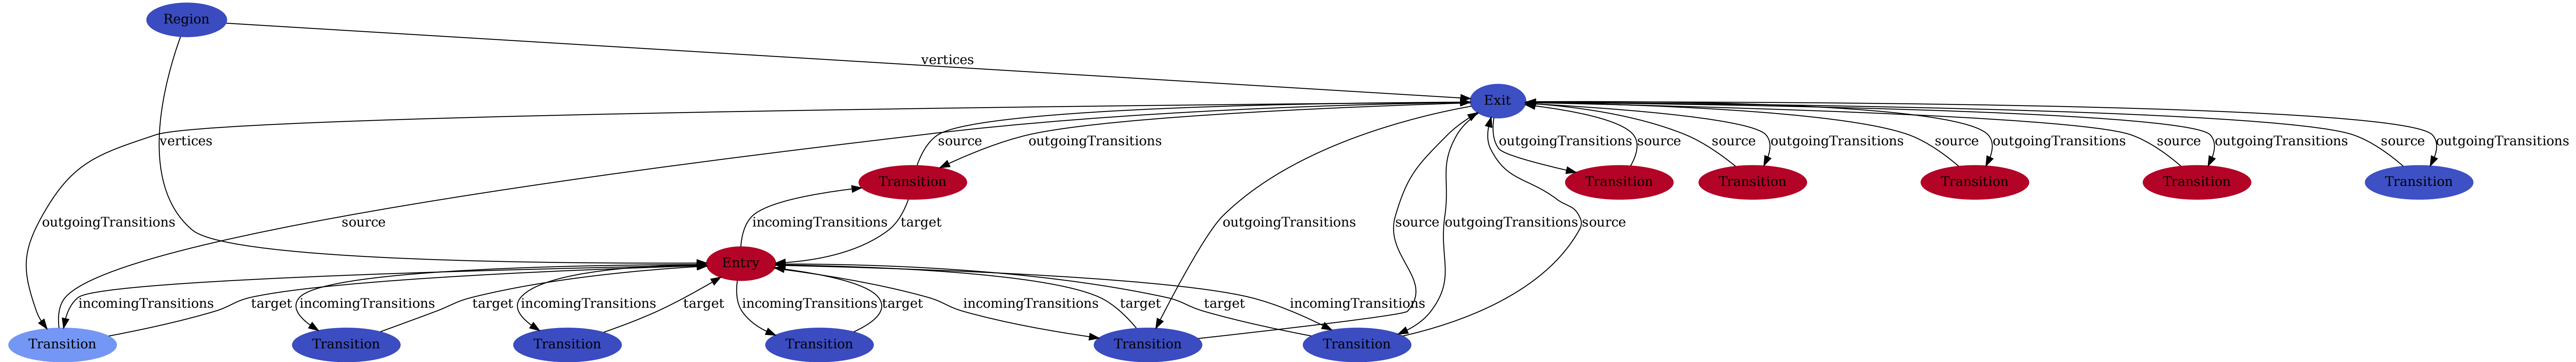 Region
vertices
Exit
vertices
source
outgoingTransitions
outgoingTransitions
source
source
outgoingTransitions
source
outgoingTransitions
source
outgoingTransitions
source
outgoingTransitions
Transition
Transition
Transition
Transition
Transition
Transition
outgoingTransitions
source
incomingTransitions
target
outgoingTransitions
source
outgoingTransitions
source
Entry
incomingTransitions
target
incomingTransitions
target
incomingTransitions
target
incomingTransitions
target
incomingTransitions
target
target
incomingTransitions
Transition
Transition
Transition
Transition
Transition
Transition